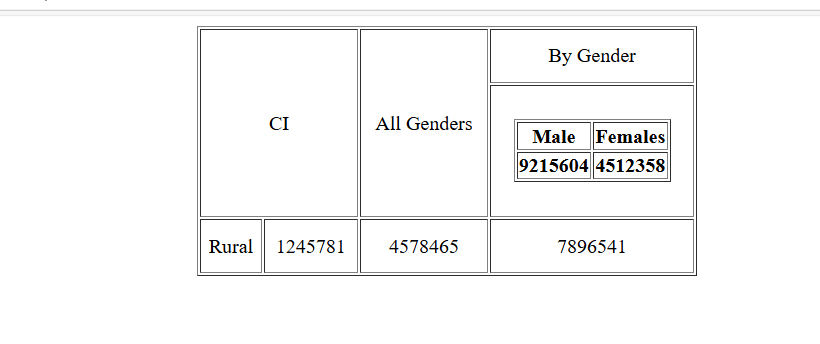 By Gender
CI All Genders
Male Females
9215604 4512358
Rural 1245781 4578465 7896541